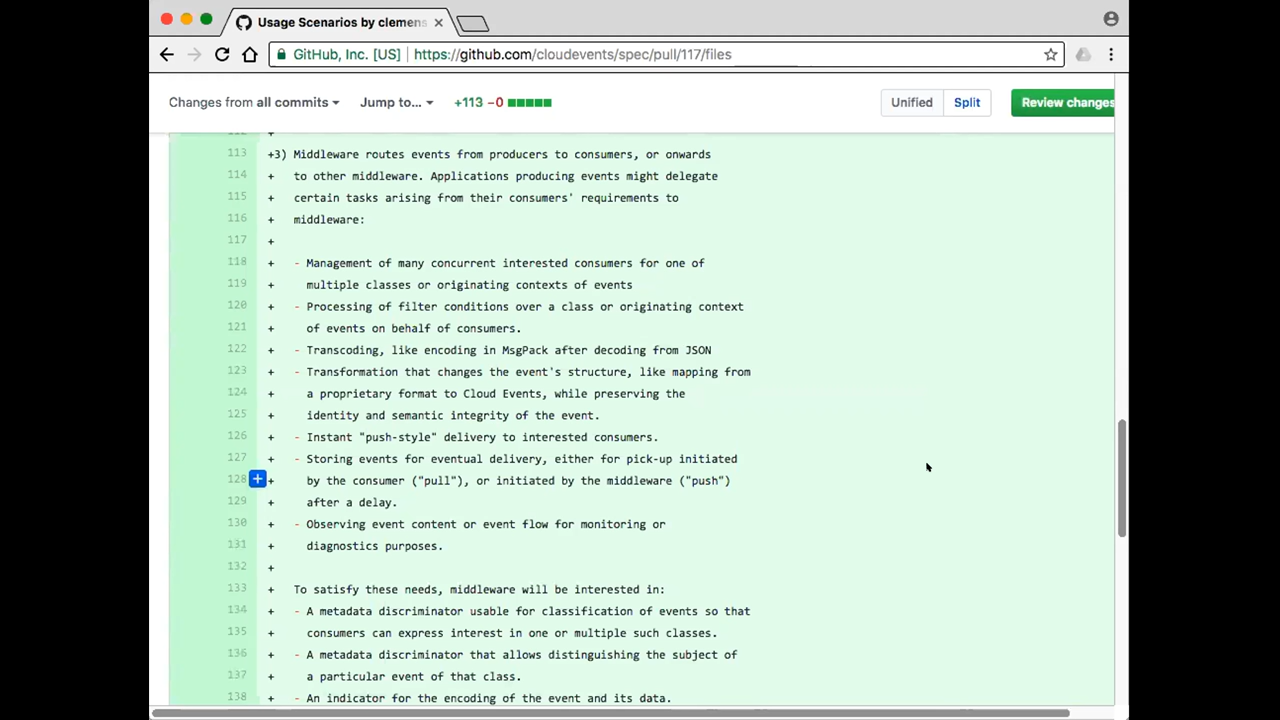 Usage Scenarios by clemens
GitHub, Inc. [US] https://github.com/cloudevents/spec/pull/117/files
Changes from all commits Jump to... +113 −0 Unified Split Review changes
112 +
113 +3) Middleware routes events from producers to consumers, or onwards
114 + to other middleware. Applications producing events might delegate
115 + certain tasks arising from their consumers' requirements to
116 + middleware:
117 +
118 + - Management of many concurrent interested consumers for one of
119 + multiple classes or originating contexts of events
120 + - Processing of filter conditions over a class or originating context
121 + of events on behalf of consumers.
122 + - Transcoding, like encoding in MsgPack after decoding from JSON
123 + - Transformation that changes the event's structure, like mapping from
124 + a proprietary format to Cloud Events, while preserving the
125 + identity and semantic integrity of the event.
126 + - Instant "push-style" delivery to interested consumers.
127 + - Storing events for eventual delivery, either for pick-up initiated
128 + by the consumer ("pull"), or initiated by the middleware ("push")
129 + after a delay.
130 + - Observing event content or event flow for monitoring or
131 + diagnostics purposes.
132 +
133 + To satisfy these needs, middleware will be interested in:
134 + - A metadata discriminator usable for classification of events so that
135 + consumers can express interest in one or multiple such classes.
136 + - A metadata discriminator that allows distinguishing the subject of
137 + a particular event of that class.
138 + - An indicator for the encoding of the event and its data.